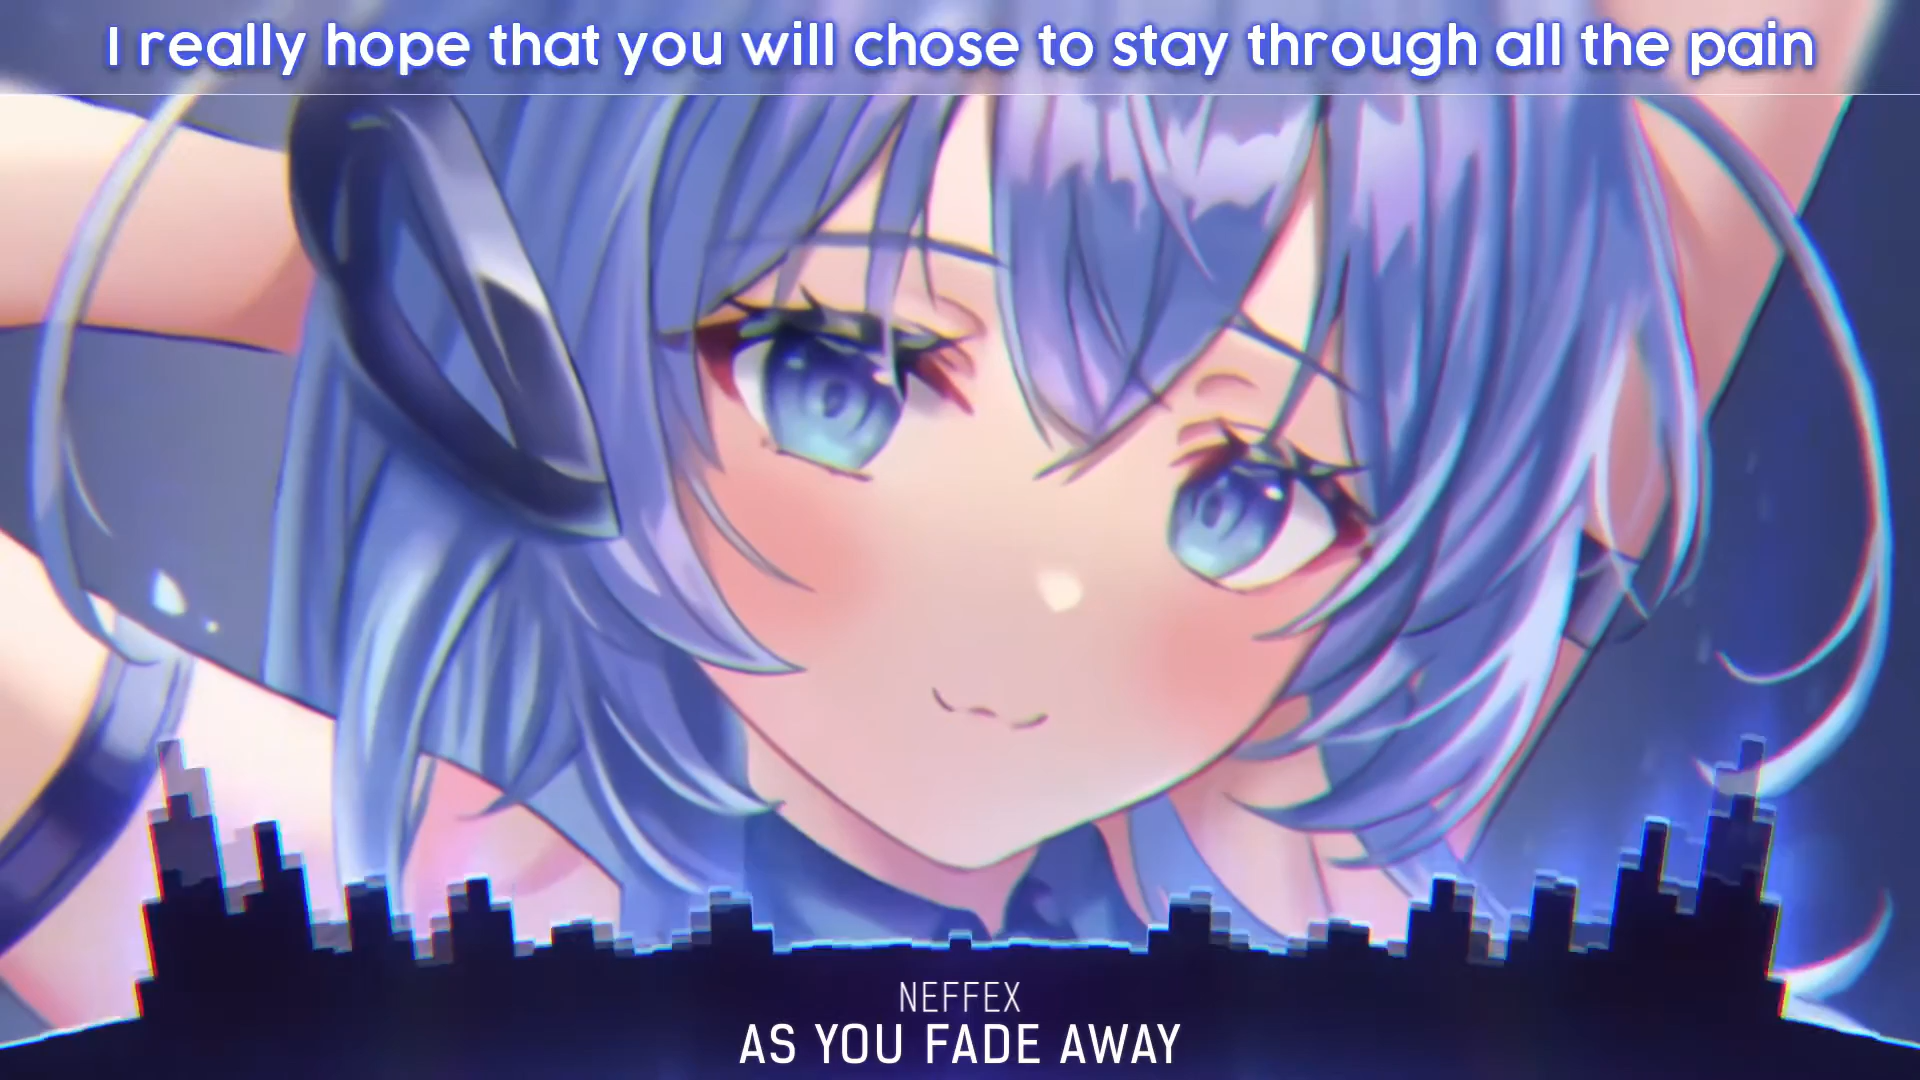 I really hope that you will chose to stay through all the pain
NEFFEX
AS YOU FADE AWAY